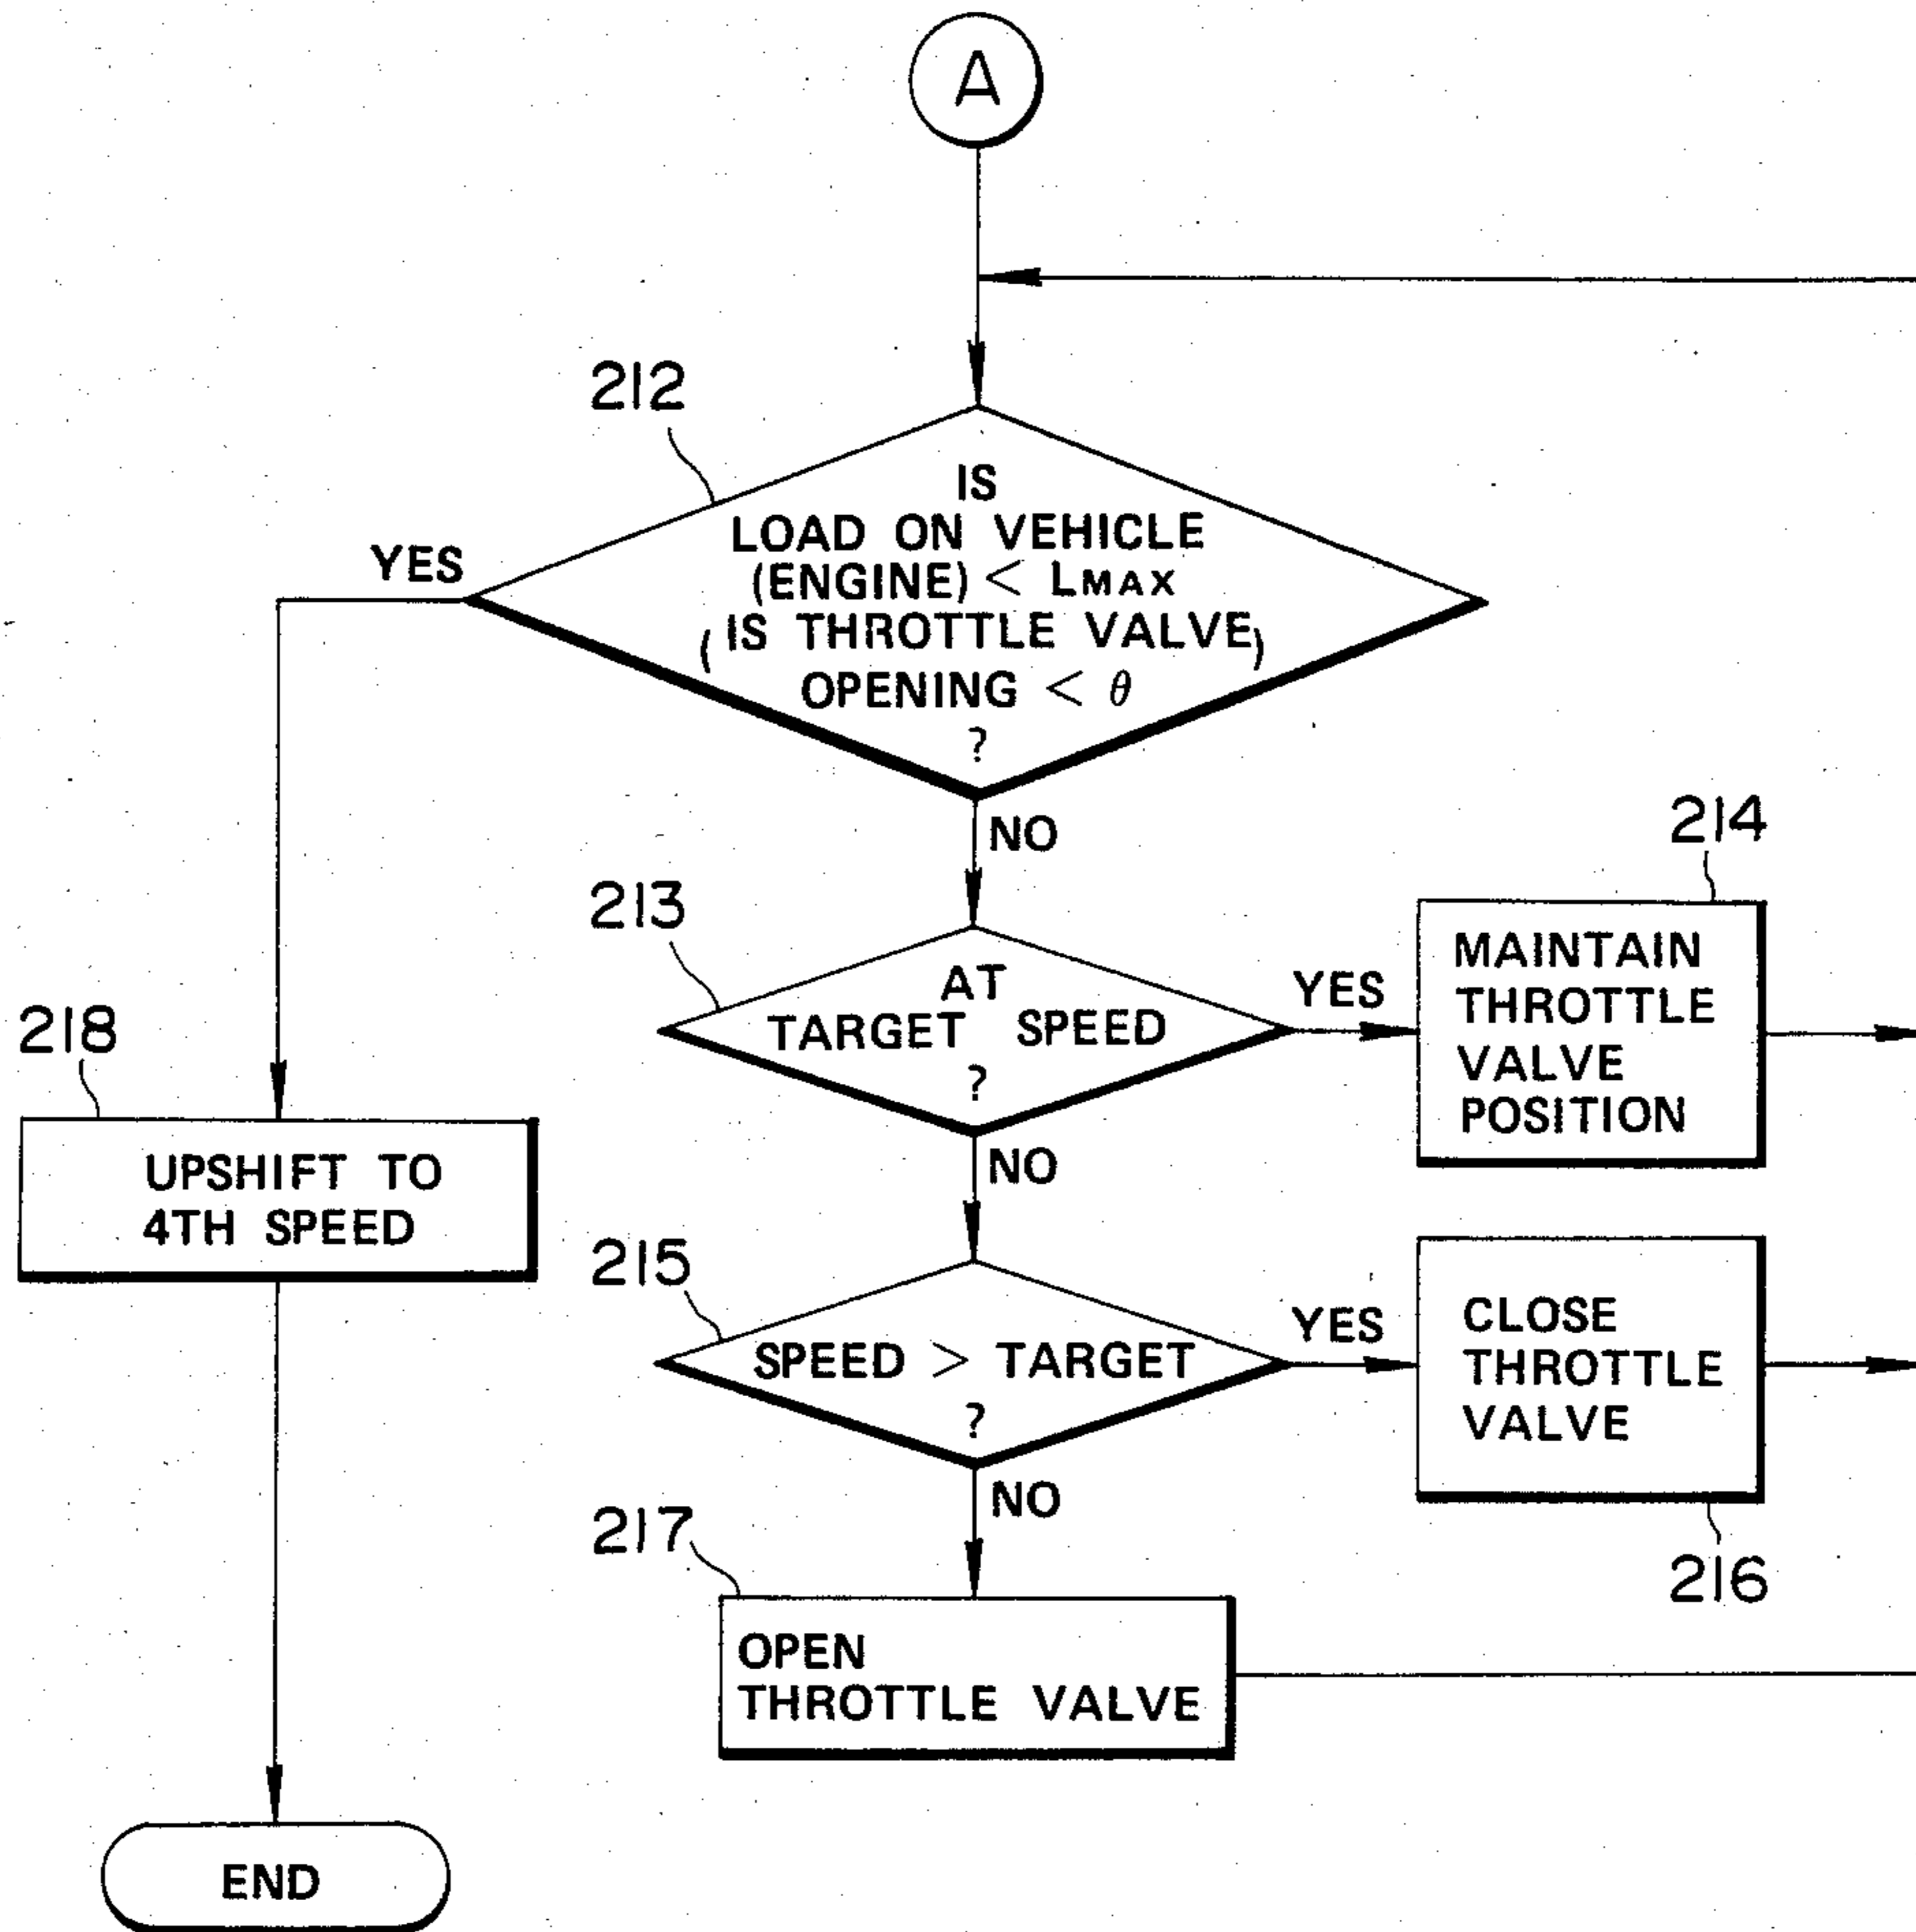 A
212
IS
LOAD ON VEHICLE
(ENGINE) < LMAX
( IS THROTTLE VALVE )
OPENING < θ
?
YES
NO
213
AT
TARGET SPEED
?
YES
NO
214
MAINTAIN
THROTTLE
VALVE
POSITION
218
UPSHIFT TO
4TH SPEED
215
SPEED > TARGET
?
YES
NO
CLOSE
THROTTLE
VALVE
216
217
OPEN
THROTTLE VALVE
END